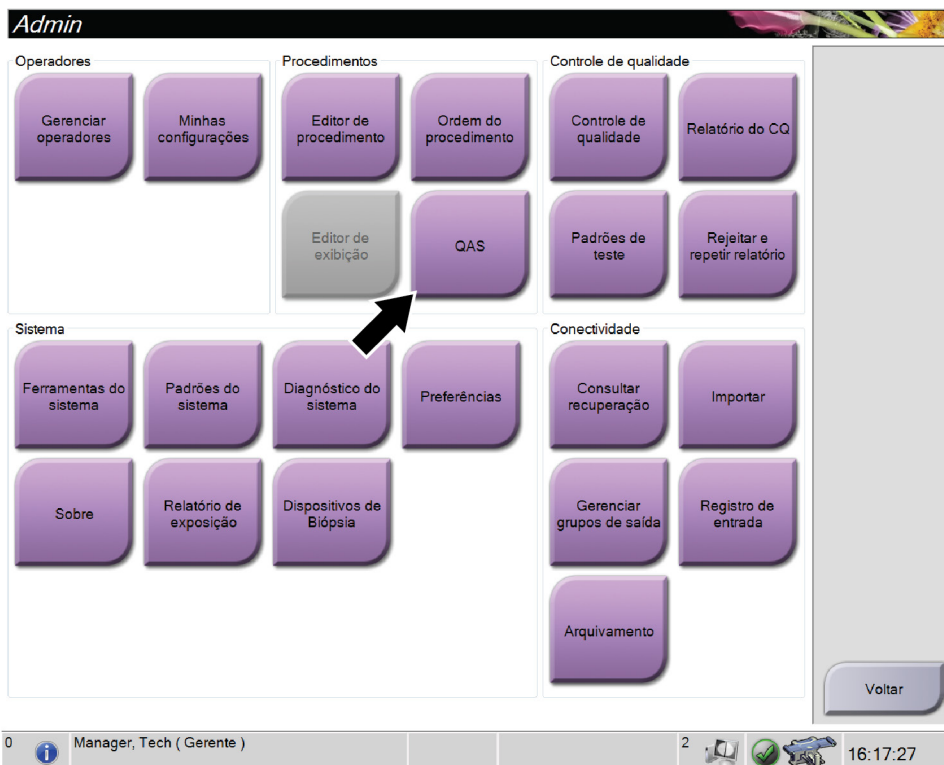 Admin
Operadores
Gerenciar
operadores
Minhas
configurações
Procedimentos
Editor de
procedimento
Ordem do
procedimento
Editor de
exibição
QAS
Controle de qualidade
Controle de
qualidade
Relatório do CQ
Padrões de
teste
Rejeitar e
repetir relatório
Sistema
Ferramentas do
sistema
Padrões do
sistema
Diagnóstico do
sistema
Preferências
Sobre
Relatório de
exposição
Dispositivos de
Biópsia
Conectividade
Consultar
recuperação
Importar
Gerenciar
grupos de saída
Registro de
entrada
Arquivamento
Voltar
0
Manager, Tech ( Gerente )
2
16:17:27